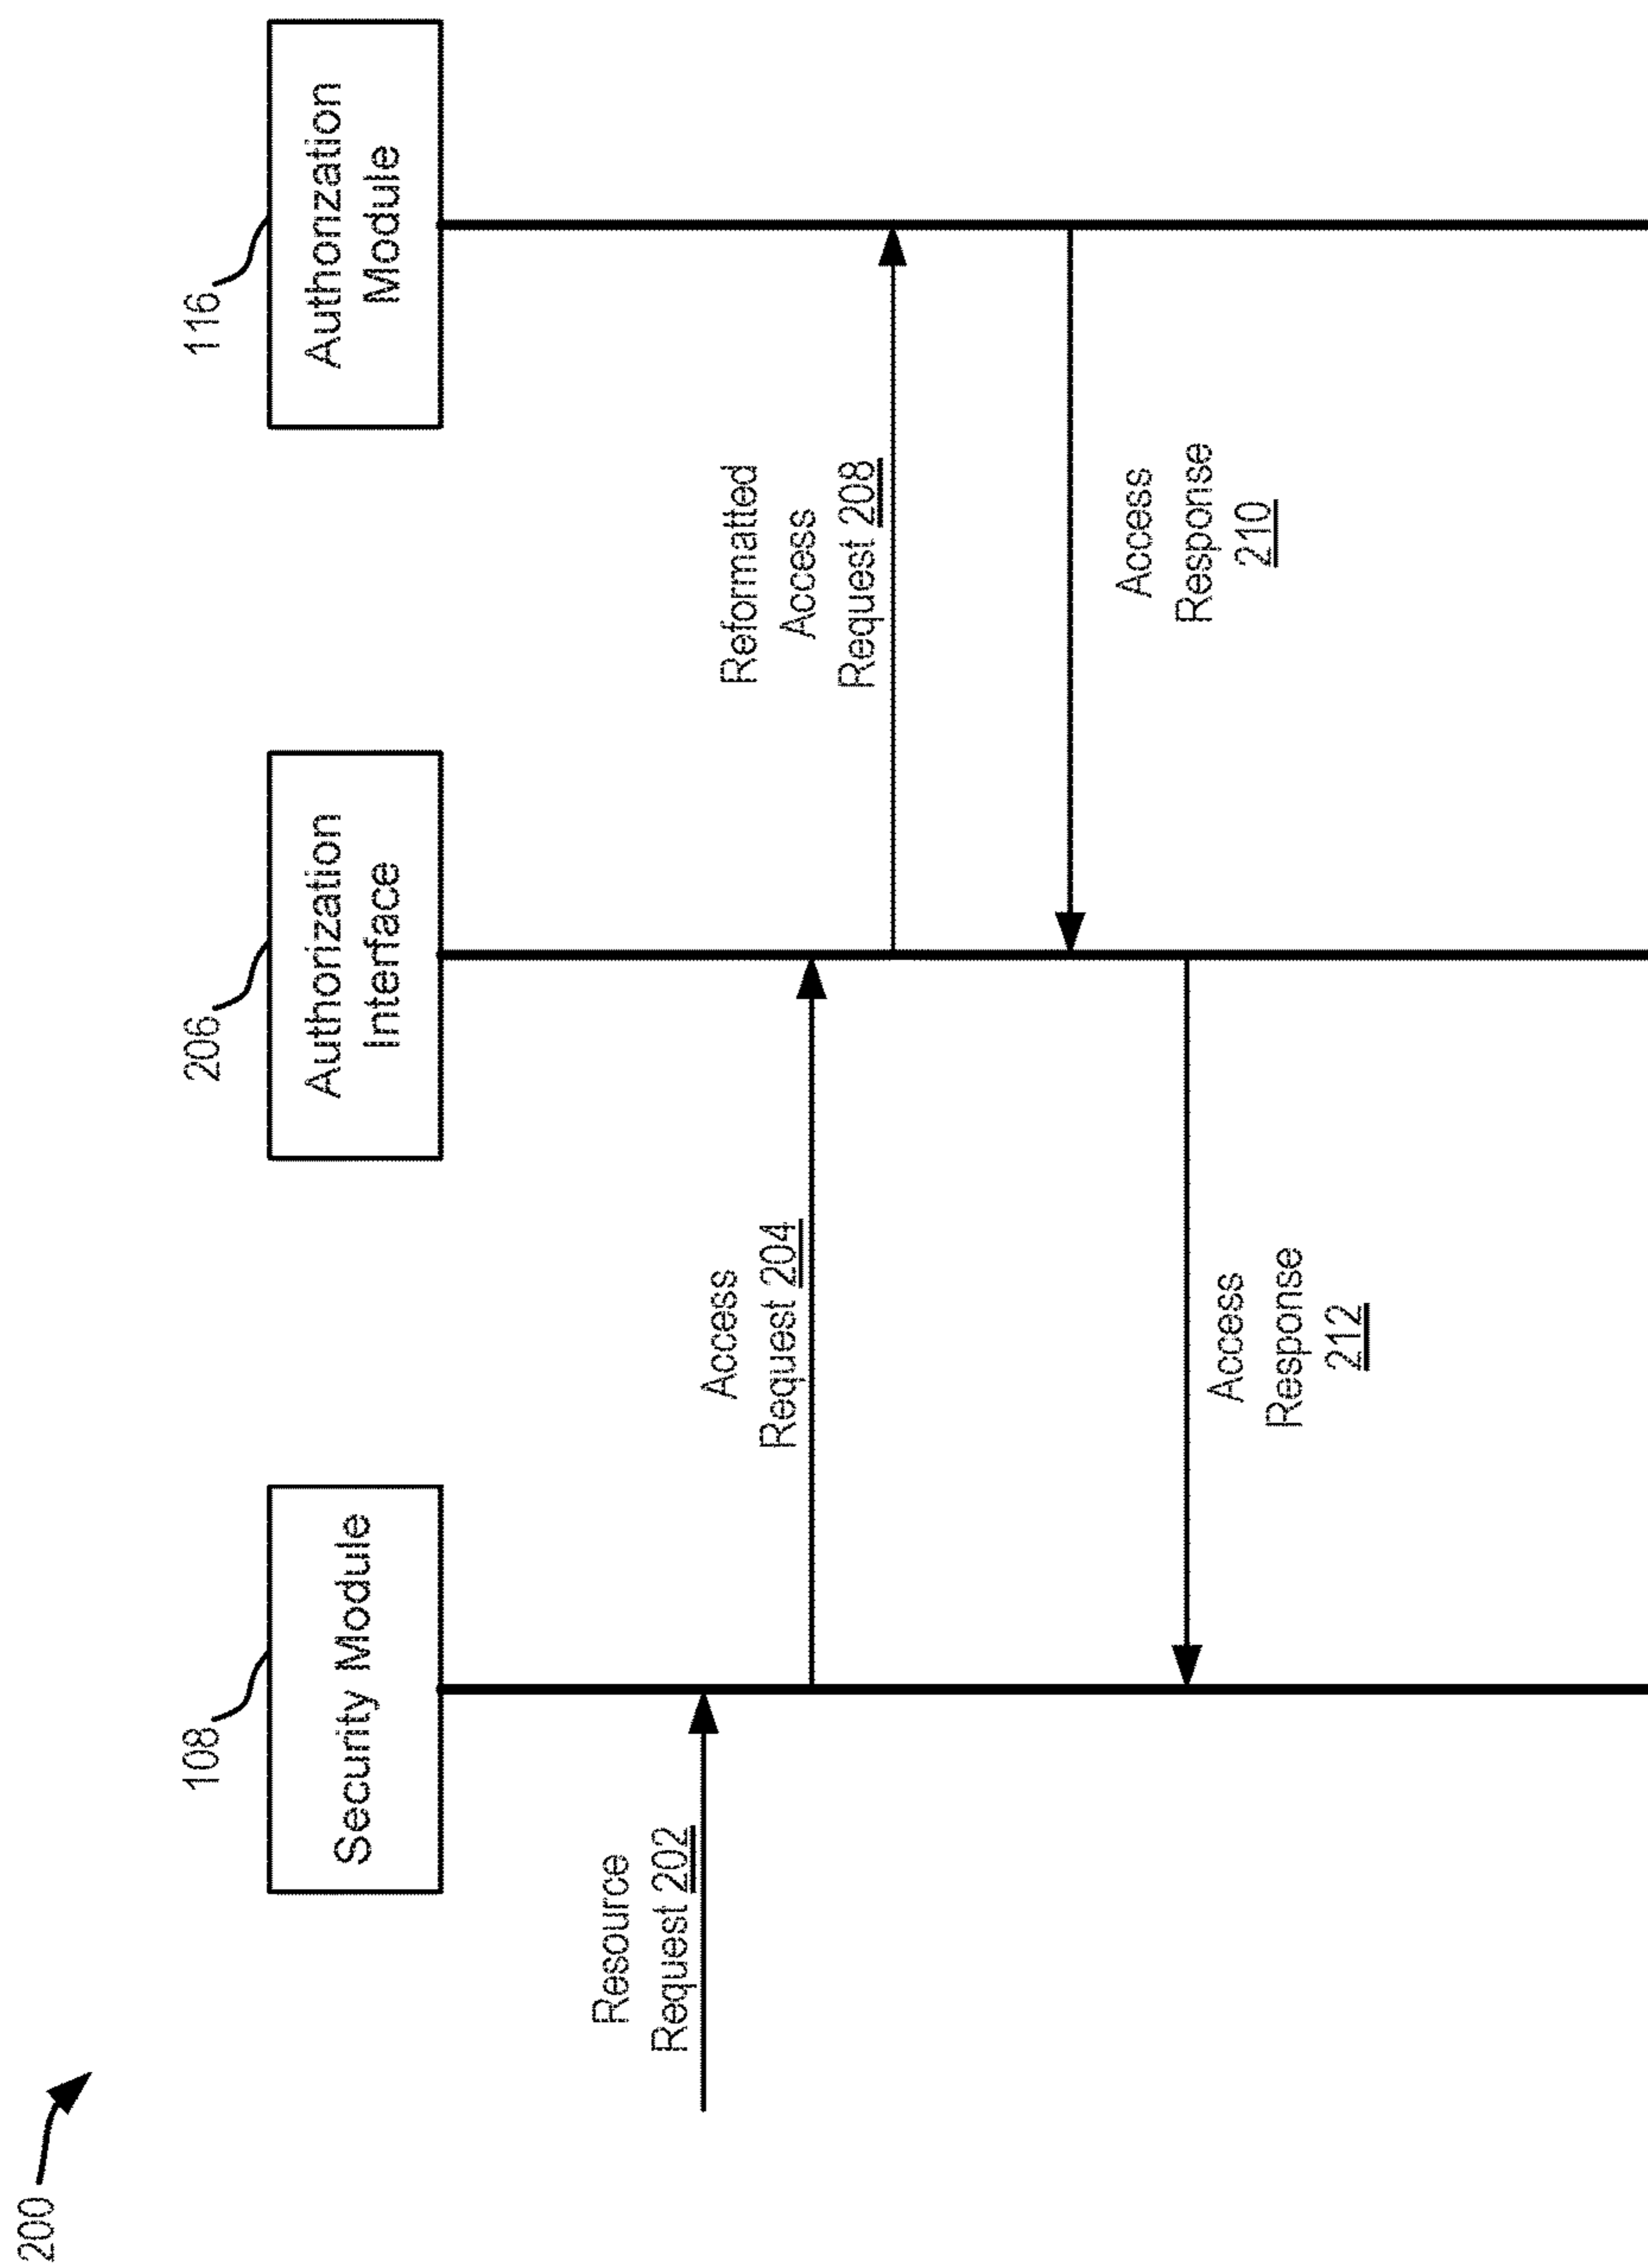 200
108
Security Module
206
Authorization
Interface
116
Authorization
Module
Resource
Request 202
Access
Request 204
Reformatted
Access
Request 208
Access
Response
210
Access
Response
212